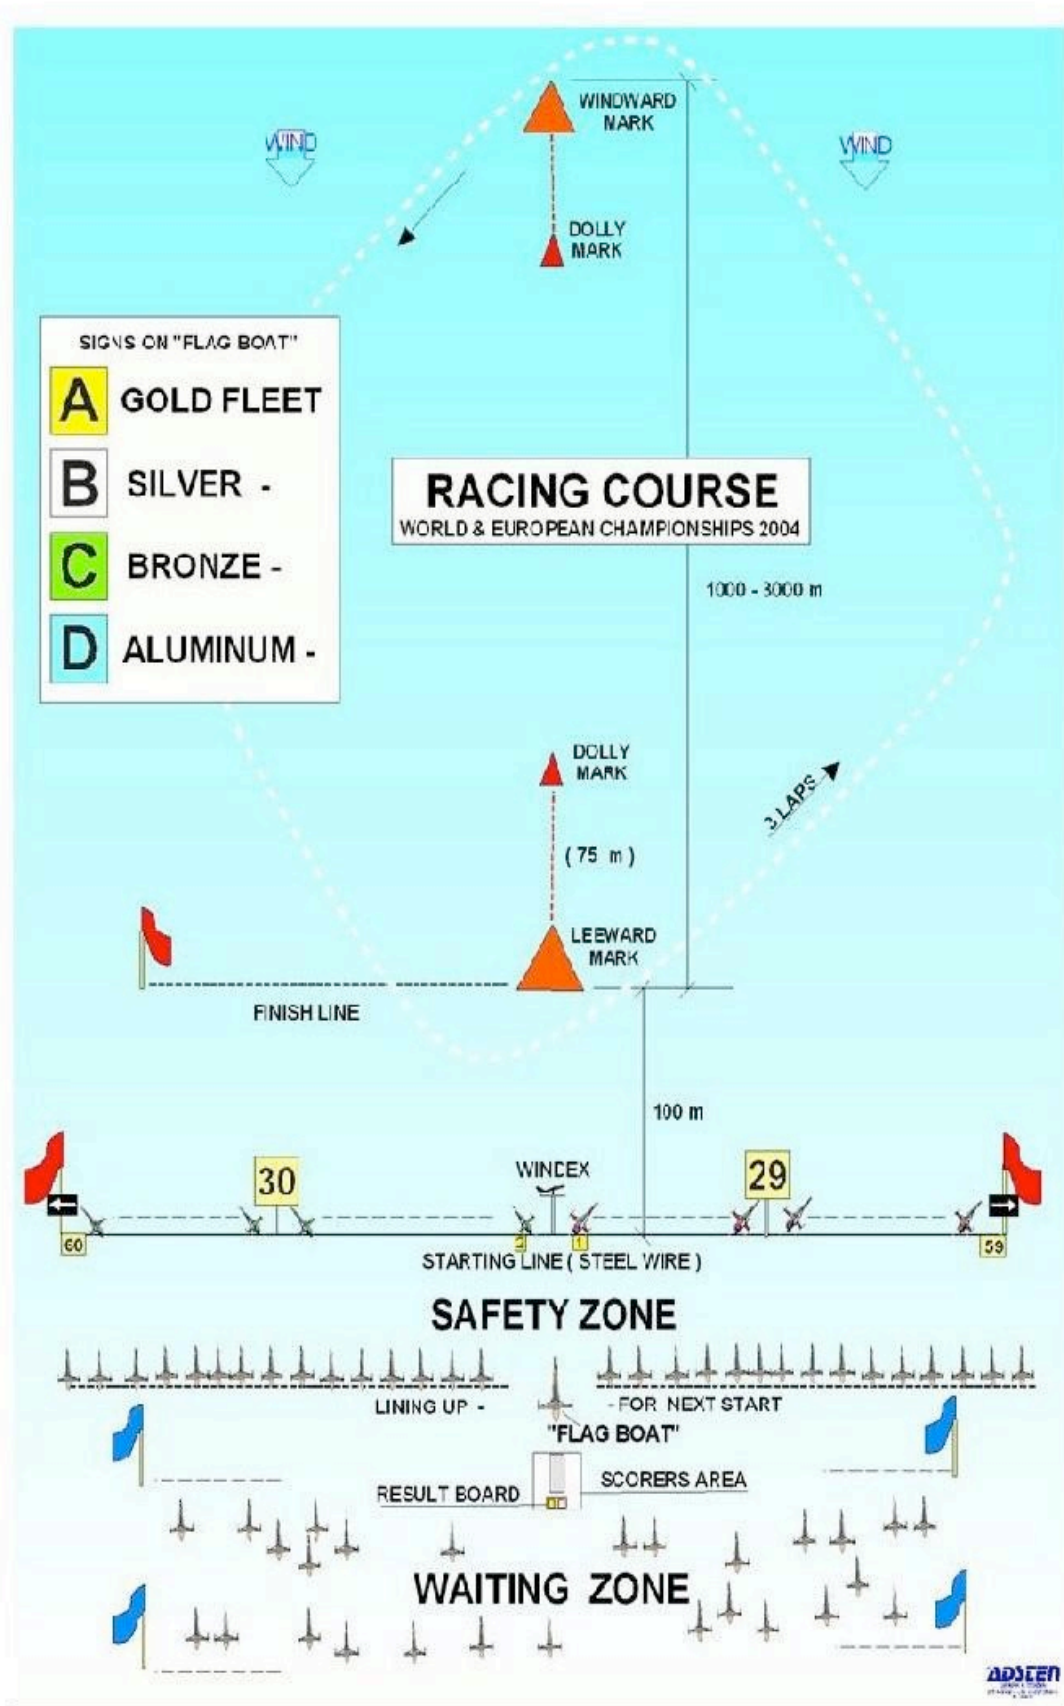 WINDWARD
MARK
WIND
WIND
DOLLY
MARK
SIGNS ON "FLAG BOAT"
A GOLD FLEET
B SILVER -
C BRONZE -
D ALUMINUM -
RACING COURSE
WORLD & EUROPEAN CHAMPIONSHIPS 2004
1000 - 3000 m
DOLLY
MARK
3 LAPS
( 75 m )
LEEWARD
MARK
FINISH LINE
100 m
30
WINDEX
29
60
2
1
59
STARTING LINE ( STEEL WIRE )
SAFETY ZONE
LINING UP -
- FOR NEXT START
"FLAG BOAT"
RESULT BOARD
SCORERS AREA
WAITING ZONE
ADSTEN